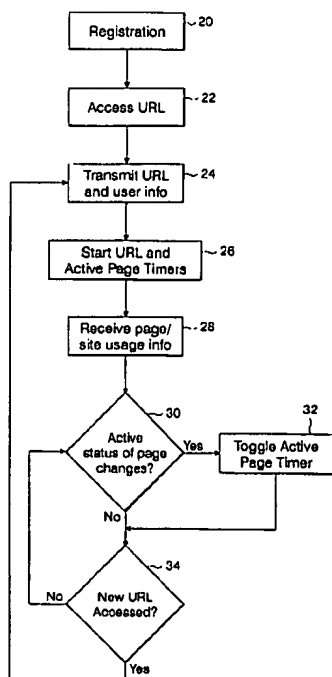 Registration
20
Access URL
22
Transmit URL
and user info
24
Start URL and
Active Page Timers
26
Receive page/
site usage info
28
30
Active
status of page
changes?
Yes
32
Toggle Active
Page Timer
No
34
New URL
Accessed?
No
Yes